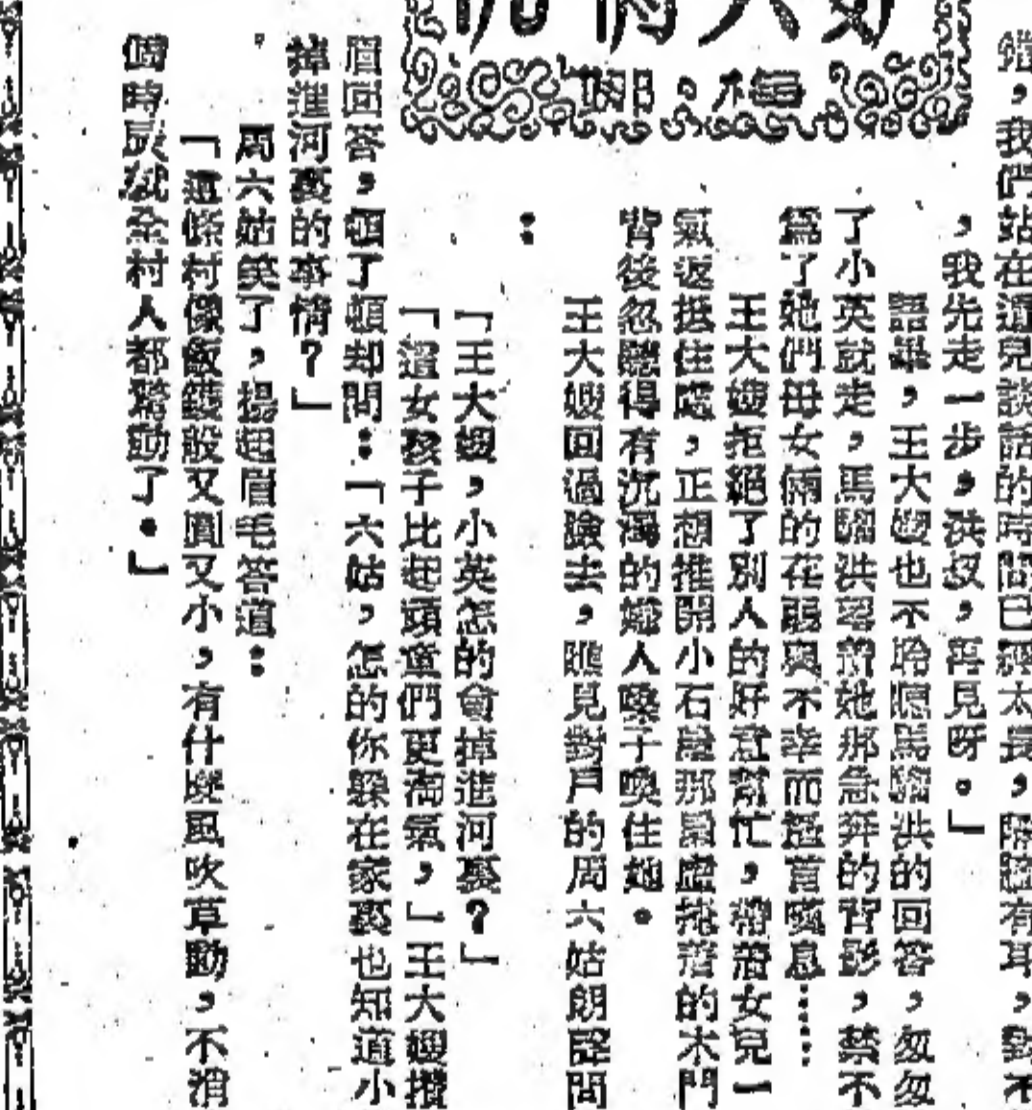 錯，我們站在這兒談話的時間已經太長，隔牆有耳，對不
，我先走一步，洪叔，再見呀。」
語畢，王大嫂也不聆聽馬騮洪的回答，匆匆
了小英就走，馬騮洪望着她那急奔的背影，禁不
爲了她們母女倆的花弱與不幸而搖首嘆息……
王大嫂拒絕了別人的好意幫忙，揹着女兒一
氣返抵住處，正想推開小石牆那最虛掩着的木門
背後忽聽得有沉濁的婦人嗓子喚住她。
王大嫂回過臉去，瞧見對戶的周六姑朗聲問
：
「王大嫂，小英怎的會掉進河裏？」
「這女孩子比起頑童們更淘氣，」王大嫂攢
眉回答，頓了頓却問：「六姑，怎的你躲在家裏也知道小
掉進河裏的事情？」
周六姑笑了，揚起眉毛答道：
「這條村像飯鑊般又圓又小，有什麼風吹草動，不消
個時辰就全村人都驚動了。」
梅·娜